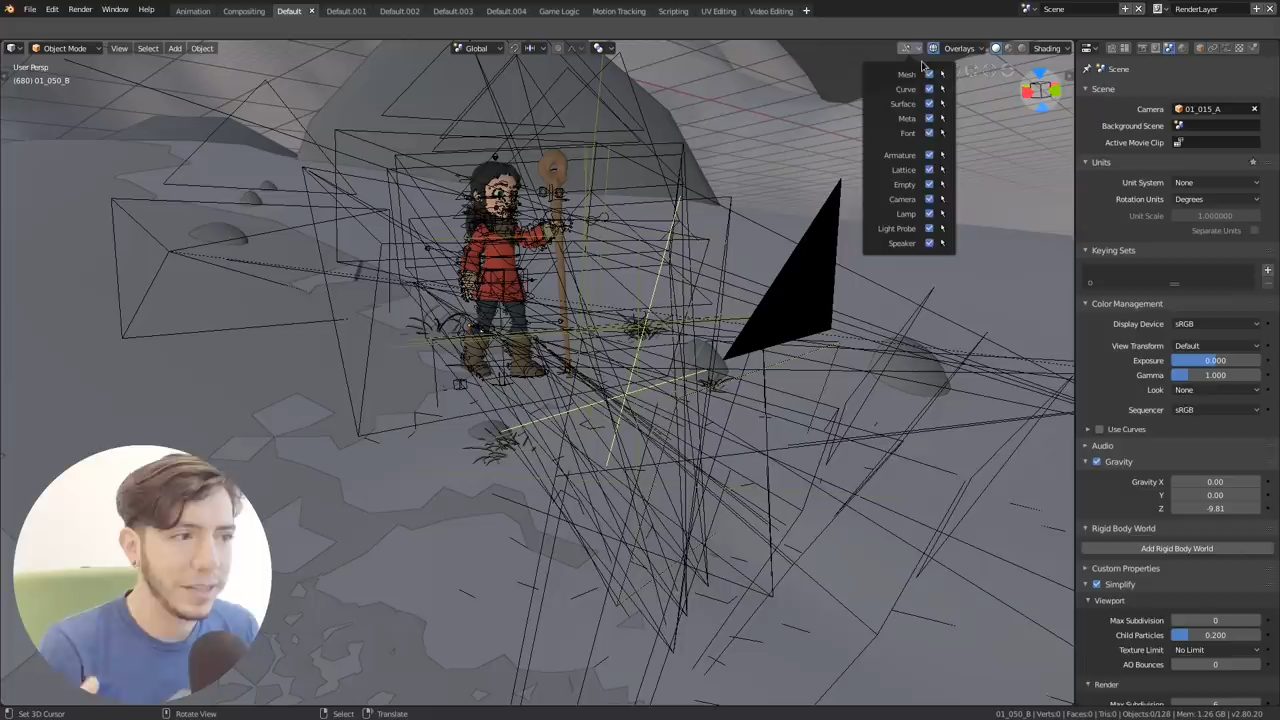 File Edit Render Window Help Animation Compositing Default Default.001 Default.002 Default.003 Default.004 Game Logic Motion Tracking Scripting UV Editing Video Editing Scene RenderLayer
Object Mode View Select Add Object Global Overlays Shading
User Persp
(680) 01_050_B
Mesh
Curve
Surface
Meta
Font
Armature
Lattice
Empty
Camera
Lamp
Light Probe
Speaker
Scene
Scene
Camera 01_015_A
Background Scene
Active Movie Clip
Units
Unit System None
Rotation Units Degrees
Unit Scale 1.000000
Separate Units
Keying Sets
Color Management
Display Device sRGB
View Transform Default
Exposure 0.000
Gamma 1.000
Look None
Sequencer sRGB
Use Curves
Audio
Gravity
Gravity X 0.00
Y 0.00
Z -9.81
Rigid Body World
Add Rigid Body World
Custom Properties
Simplify
Viewport
Max Subdivision 0
Child Particles 0.200
Texture Limit No Limit
AO Bounces 0
Render
Set 3D Cursor Rotate View Select Translate 01_050_B | Verts:0 | Faces:0 | Tris:0 | Objects:0/128 | Mem: 1.26 GB | v2.80.20